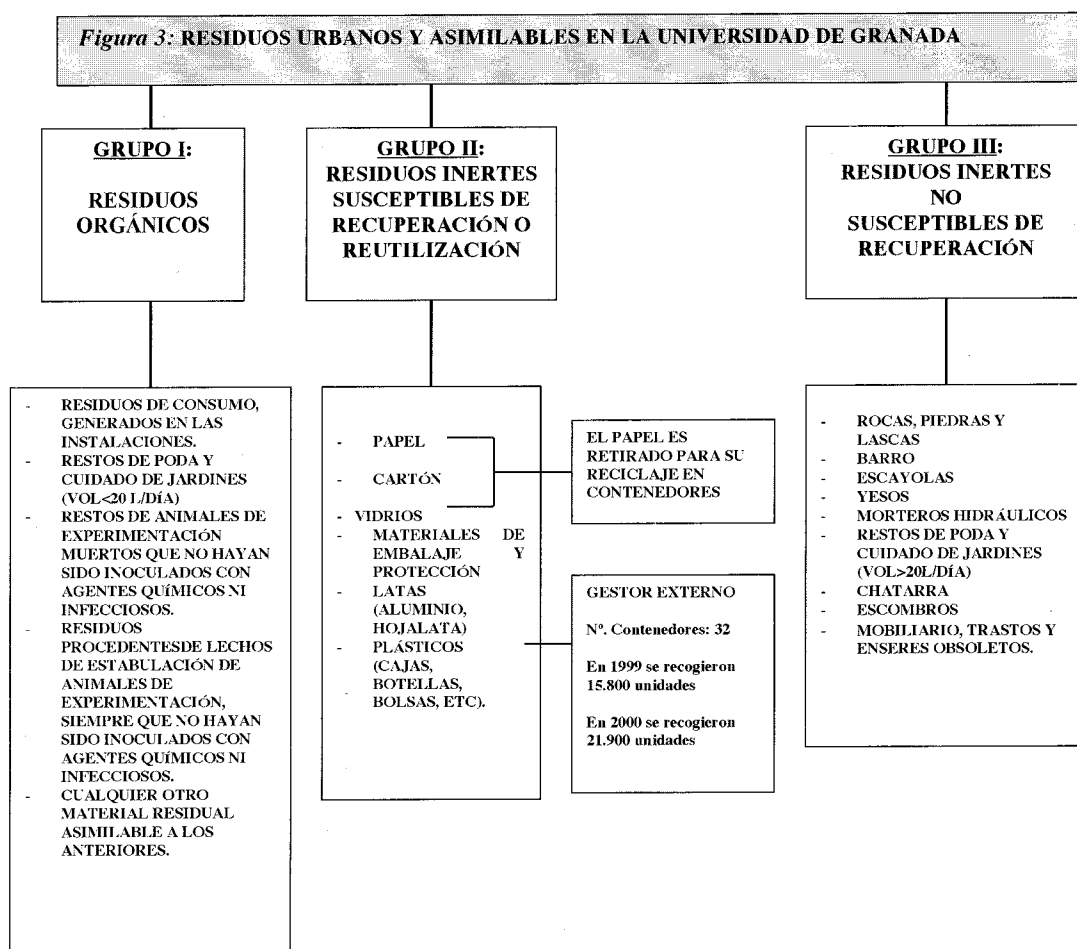 Figura 3: RESIDUOS URBANOS Y ASIMILABLES EN LA UNIVERSIDAD DE GRANADA
GRUPO I:
RESIDUOS
ORGÁNICOS
GRUPO II:
RESIDUOS INERTES
SUSCEPTIBLES DE
RECUPERACIÓN O
REUTILIZACIÓN
GRUPO III:
RESIDUOS INERTES
NO
SUSCEPTIBLES DE
RECUPERACIÓN
- RESIDUOS DE CONSUMO,
GENERADOS EN LAS
INSTALACIONES.
- RESTOS DE PODA Y
CUIDADO DE JARDINES
(VOL<20 L/DÍA)
- RESTOS DE ANIMALES DE
EXPERIMENTACIÓN
MUERTOS QUE NO HAYAN
SIDO INOCULADOS CON
AGENTES QUÍMICOS NI
INFECCIOSOS.
- RESIDUOS
PROCEDENTESDE LECHOS
DE ESTABULACIÓN DE
ANIMALES DE
EXPERIMENTACIÓN,
SIEMPRE QUE NO HAYAN
SIDO INOCULADOS CON
AGENTES QUÍMICOS NI
INFECCIOSOS.
- CUALQUIER OTRO
MATERIAL RESIDUAL
ASIMILABLE A LOS
ANTERIORES.
- PAPEL
- CARTÓN
- VIDRIOS
- MATERIALES DE
EMBALAJE Y
PROTECCIÓN
- LATAS
(ALUMINIO,
HOJALATA)
- PLÁSTICOS
(CAJAS,
BOTELLAS,
BOLSAS, ETC).
EL PAPEL ES
RETIRADO PARA SU
RECICLAJE EN
CONTENEDORES
GESTOR EXTERNO
Nº. Contenedores: 32
En 1999 se recogieron
15.800 unidades
En 2000 se recogieron
21.900 unidades
- ROCAS, PIEDRAS Y
LASCAS
- BARRO
- ESCAYOLAS
- YESOS
- MORTEROS HIDRÁULICOS
- RESTOS DE PODA Y
CUIDADO DE JARDINES
(VOL>20L/DÍA)
- CHATARRA
- ESCOMBROS
- MOBILIARIO, TRASTOS Y
ENSERES OBSOLETOS.